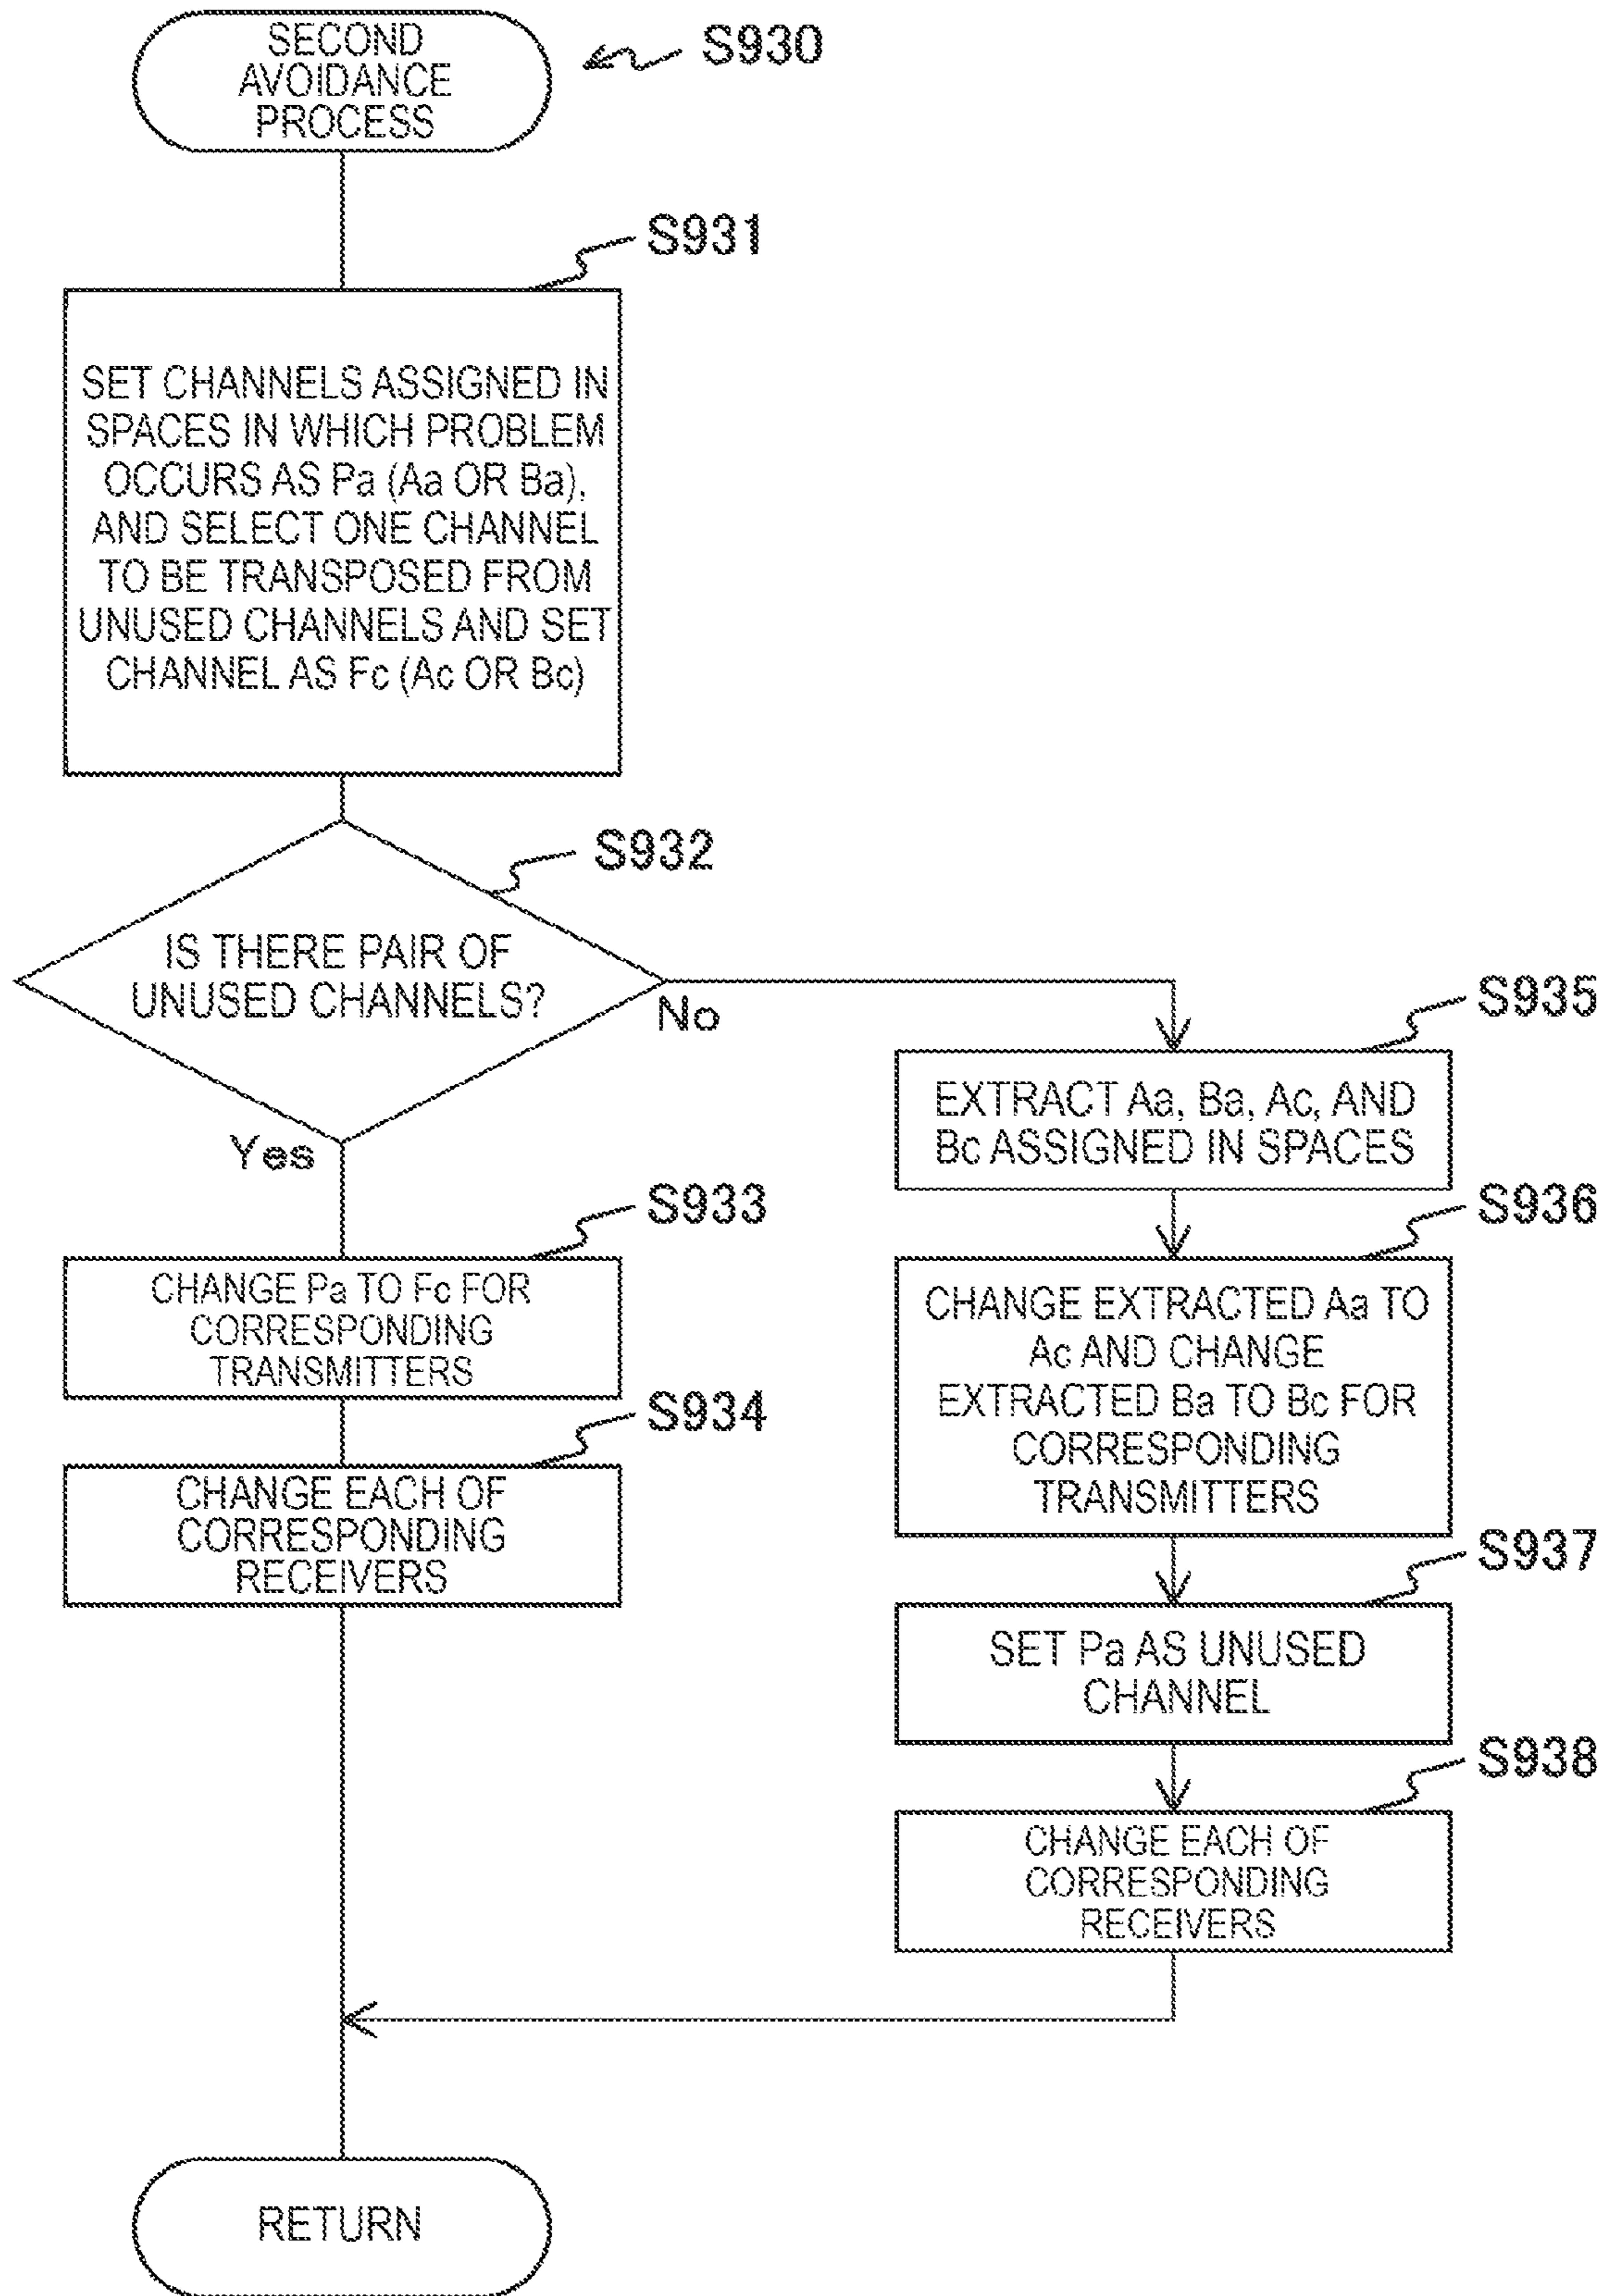 SECOND
AVOIDANCE
PROCESS
S930
S931
SET CHANNELS ASSIGNED IN
SPACES IN WHICH PROBLEM
OCCURS AS Pa (Aa OR Ba),
AND SELECT ONE CHANNEL
TO BE TRANSPOSED FROM
UNUSED CHANNELS AND SET
CHANNEL AS Fc (Ac OR Bc)
S932
IS THERE PAIR OF
UNUSED CHANNELS?
No
Yes
S933
CHANGE Pa TO Fc FOR
CORRESPONDING
TRANSMITTERS
S934
CHANGE EACH OF
CORRESPONDING
RECEIVERS
S935
EXTRACT Aa, Ba, Ac, AND
Bc ASSIGNED IN SPACES
S936
CHANGE EXTRACTED Aa TO
Ac AND CHANGE
EXTRACTED Ba TO Bc FOR
CORRESPONDING
TRANSMITTERS
S937
SET Pa AS UNUSED
CHANNEL
S938
CHANGE EACH OF
CORRESPONDING
RECEIVERS
RETURN